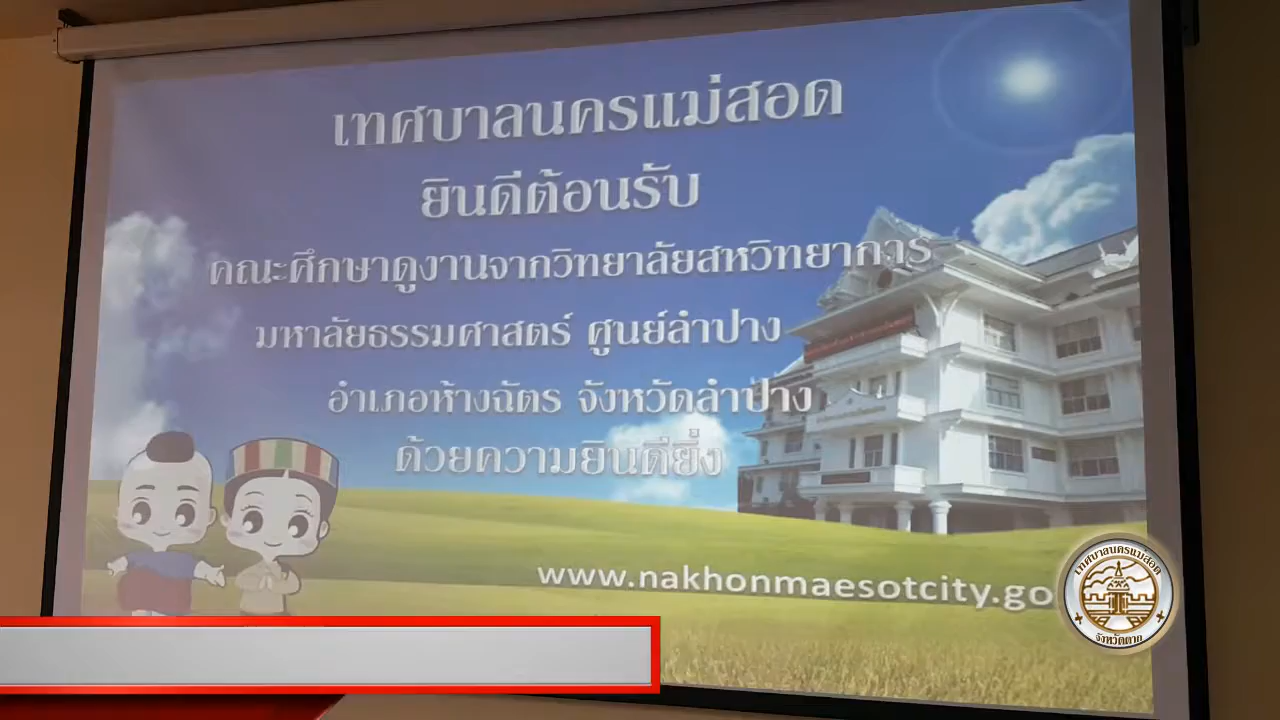 เทศบาลนครแม่สอด
ยินดีต้อนรับ
คณะศึกษาดูงานจากวิทยาลัยสหวิทยาการ
มหาลัยธรรมศาสตร์ ศูนย์ลำปาง
อำเภอห้างฉัตร จังหวัดลำปาง
ด้วยความยินดียิ่ง
www.nakhonmaesotcity.go
เทศบาลนครแม่สอด
จังหวัดตาก